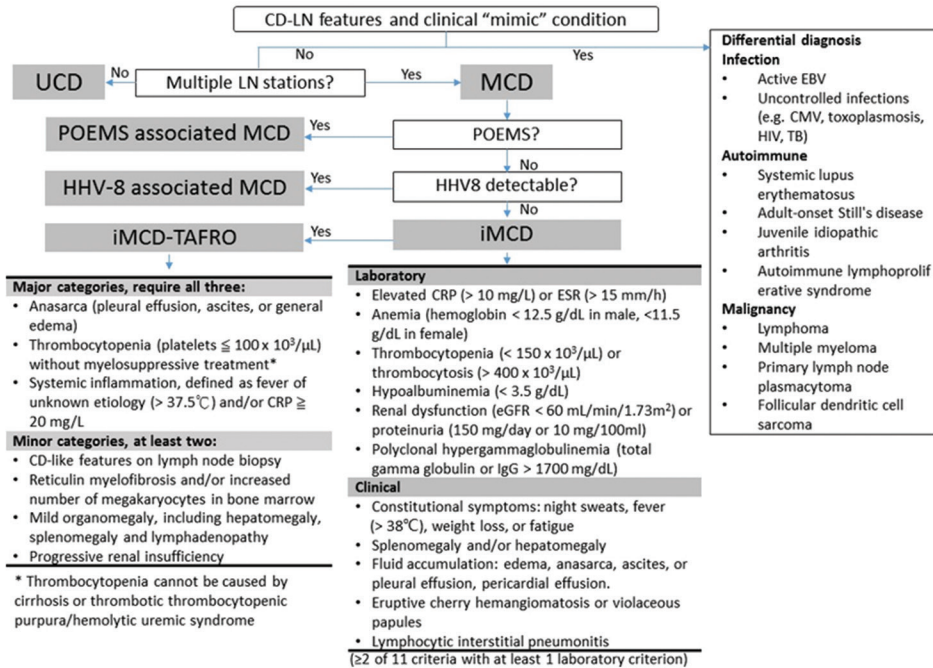 CD-LN features and clinical “mimic” condition
No
Yes
UCD
No
Multiple LN stations?
Yes
MCD
POEMS associated MCD
Yes
POEMS?
No
HHV-8 associated MCD
Yes
HHV8 detectable?
No
iMCD-TAFRO
Yes
iMCD
Major categories, require all three:
• Anasarca (pleural effusion, ascites, or general
edema)
• Thrombocytopenia (platelets ≦ 100 x 10³/μL)
without myelosuppressive treatment*
• Systemic inflammation, defined as fever of
unknown etiology (> 37.5℃) and/or CRP ≧
20 mg/L
Minor categories, at least two:
• CD-like features on lymph node biopsy
• Reticulin myelofibrosis and/or increased
number of megakaryocytes in bone marrow
• Mild organomegaly, including hepatomegaly,
splenomegaly and lymphadenopathy
• Progressive renal insufficiency
* Thrombocytopenia cannot be caused by
cirrhosis or thrombotic thrombocytopenic
purpura/hemolytic uremic syndrome
Laboratory
• Elevated CRP (> 10 mg/L) or ESR (> 15 mm/h)
• Anemia (hemoglobin < 12.5 g/dL in male, <11.5
g/dL in female)
• Thrombocytopenia (< 150 x 10³/μL) or
thrombocytosis (> 400 x 10³/μL)
• Hypoalbuminemia (< 3.5 g/dL)
• Renal dysfunction (eGFR < 60 mL/min/1.73m²) or
proteinuria (150 mg/day or 10 mg/100ml)
• Polyclonal hypergammaglobulinemia (total
gamma globulin or IgG > 1700 mg/dL)
Clinical
• Constitutional symptoms: night sweats, fever
(> 38℃), weight loss, or fatigue
• Splenomegaly and/or hepatomegaly
• Fluid accumulation: edema, anasarca, ascites, or
pleural effusion, pericardial effusion.
• Eruptive cherry hemangiomatosis or violaceous
papules
• Lymphocytic interstitial pneumonitis
(≥2 of 11 criteria with at least 1 laboratory criterion)
Differential diagnosis
Infection
• Active EBV
• Uncontrolled infections
(e.g. CMV, toxoplasmosis,
HIV, TB)
Autoimmune
• Systemic lupus
erythematosus
• Adult-onset Still's disease
• Juvenile idiopathic
arthritis
• Autoimmune lymphoprolif
erative syndrome
Malignancy
• Lymphoma
• Multiple myeloma
• Primary lymph node
plasmacytoma
• Follicular dendritic cell
sarcoma